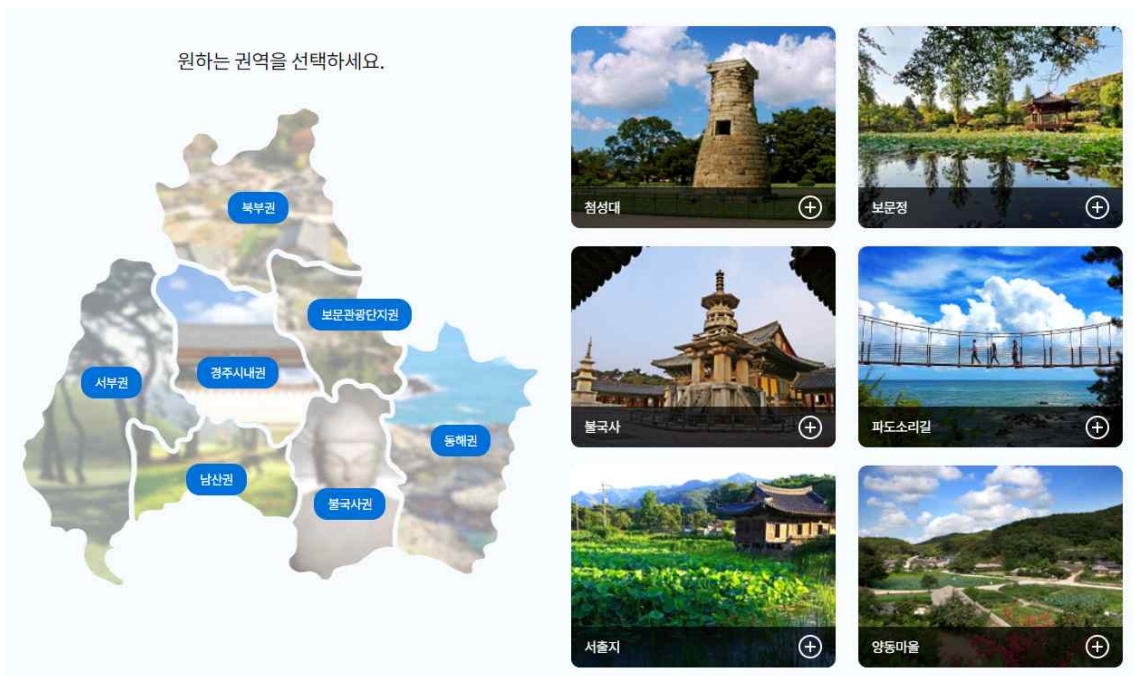 원하는 권역을 선택하세요.
북부권
보문관광단지권
경주시내권
서부권
동해권
남산권
불국사권
첨성대
보문정
불국사
파도소리길
서출지
양동마을